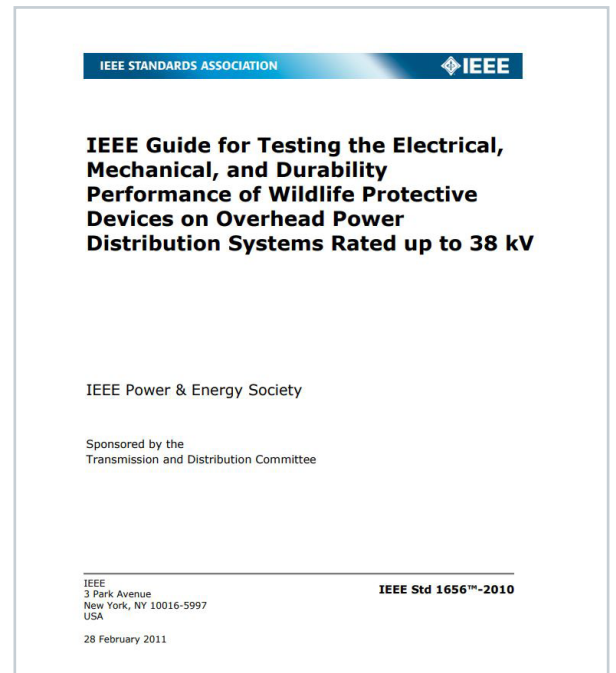 IEEE STANDARDS ASSOCIATION
IEEE
IEEE Guide for Testing the Electrical,
Mechanical, and Durability
Performance of Wildlife Protective
Devices on Overhead Power
Distribution Systems Rated up to 38 kV
IEEE Power & Energy Society
Sponsored by the
Transmission and Distribution Committee
IEEE
3 Park Avenue
New York, NY 10016-5997
USA
28 February 2011
IEEE Std 1656™-2010